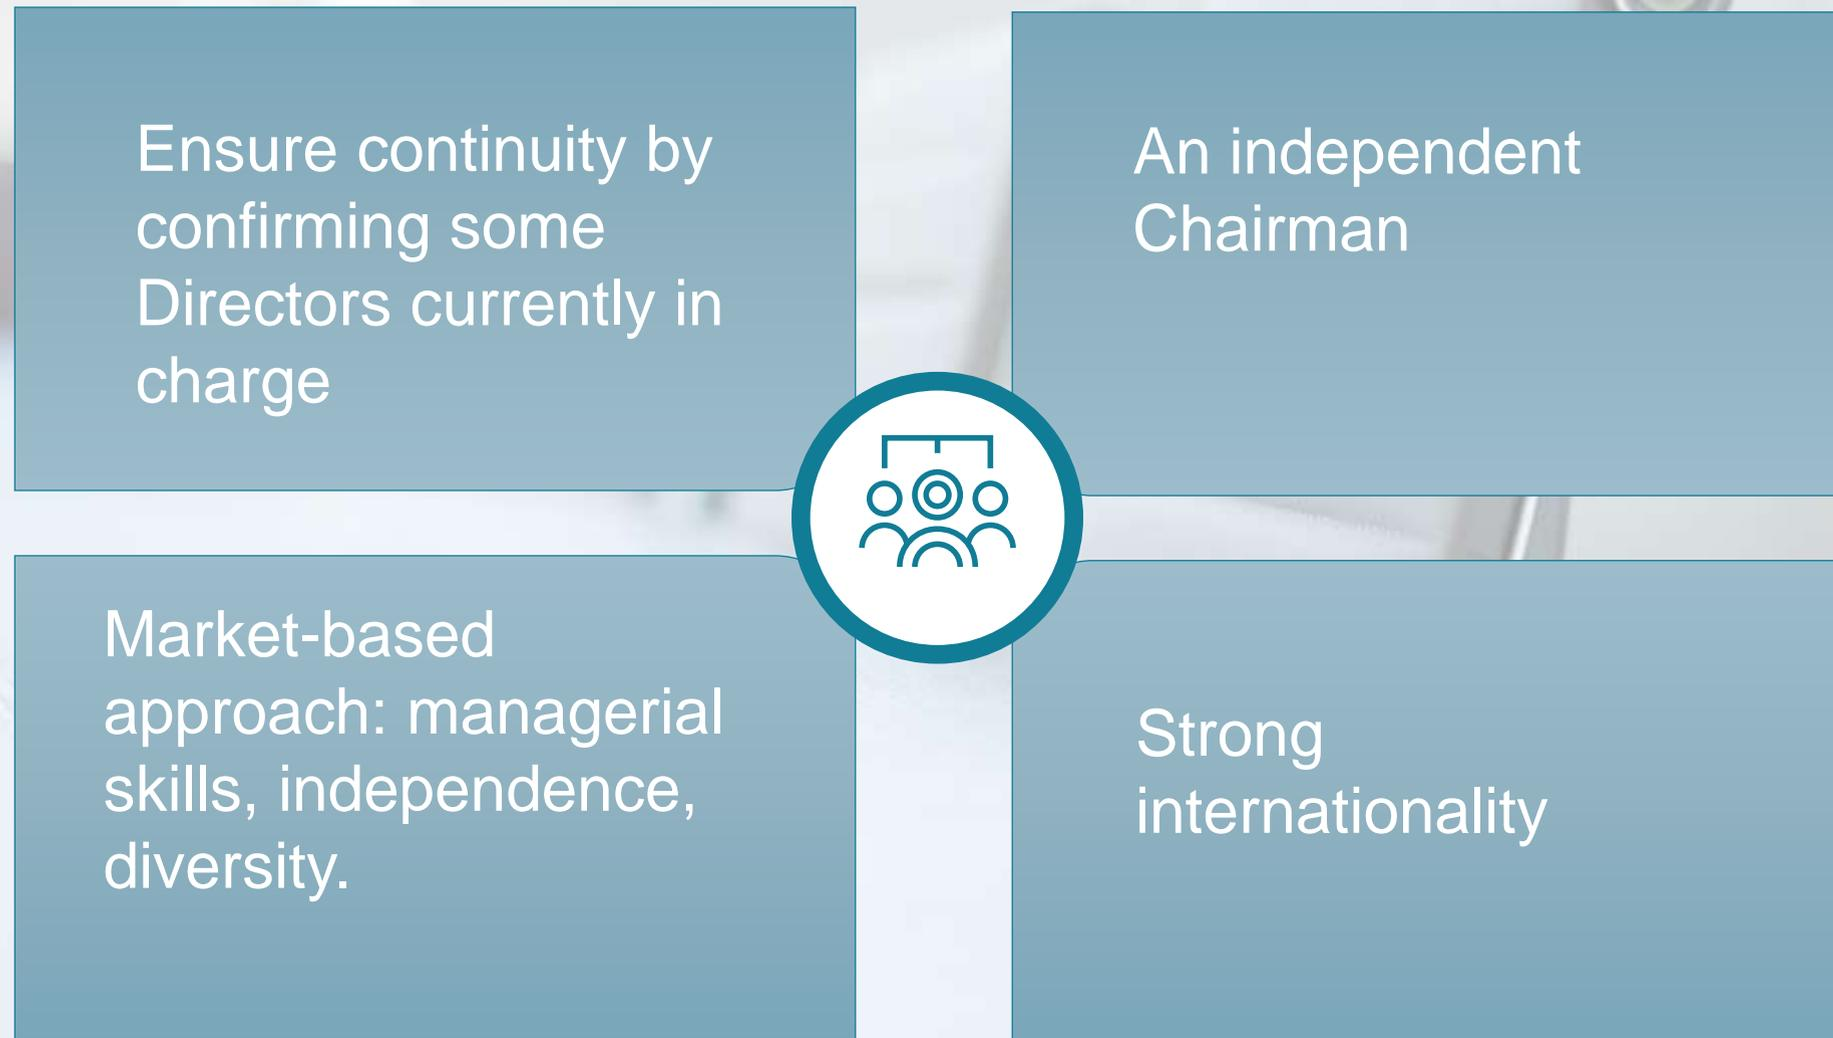 Ensure continuity by
confirming some
Directors currently in
charge
An independent
Chairman
Market-based
approach: managerial
skills, independence,
diversity.
Strong
internationality